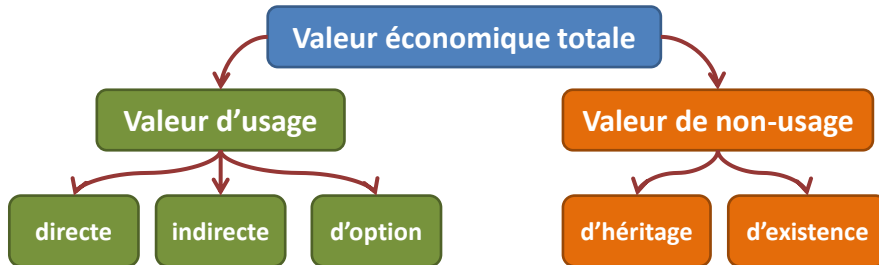 Valeur économique totale
Valeur d'usage
Valeur de non-usage
directe
indirecte
d'option
d'héritage
d'existence